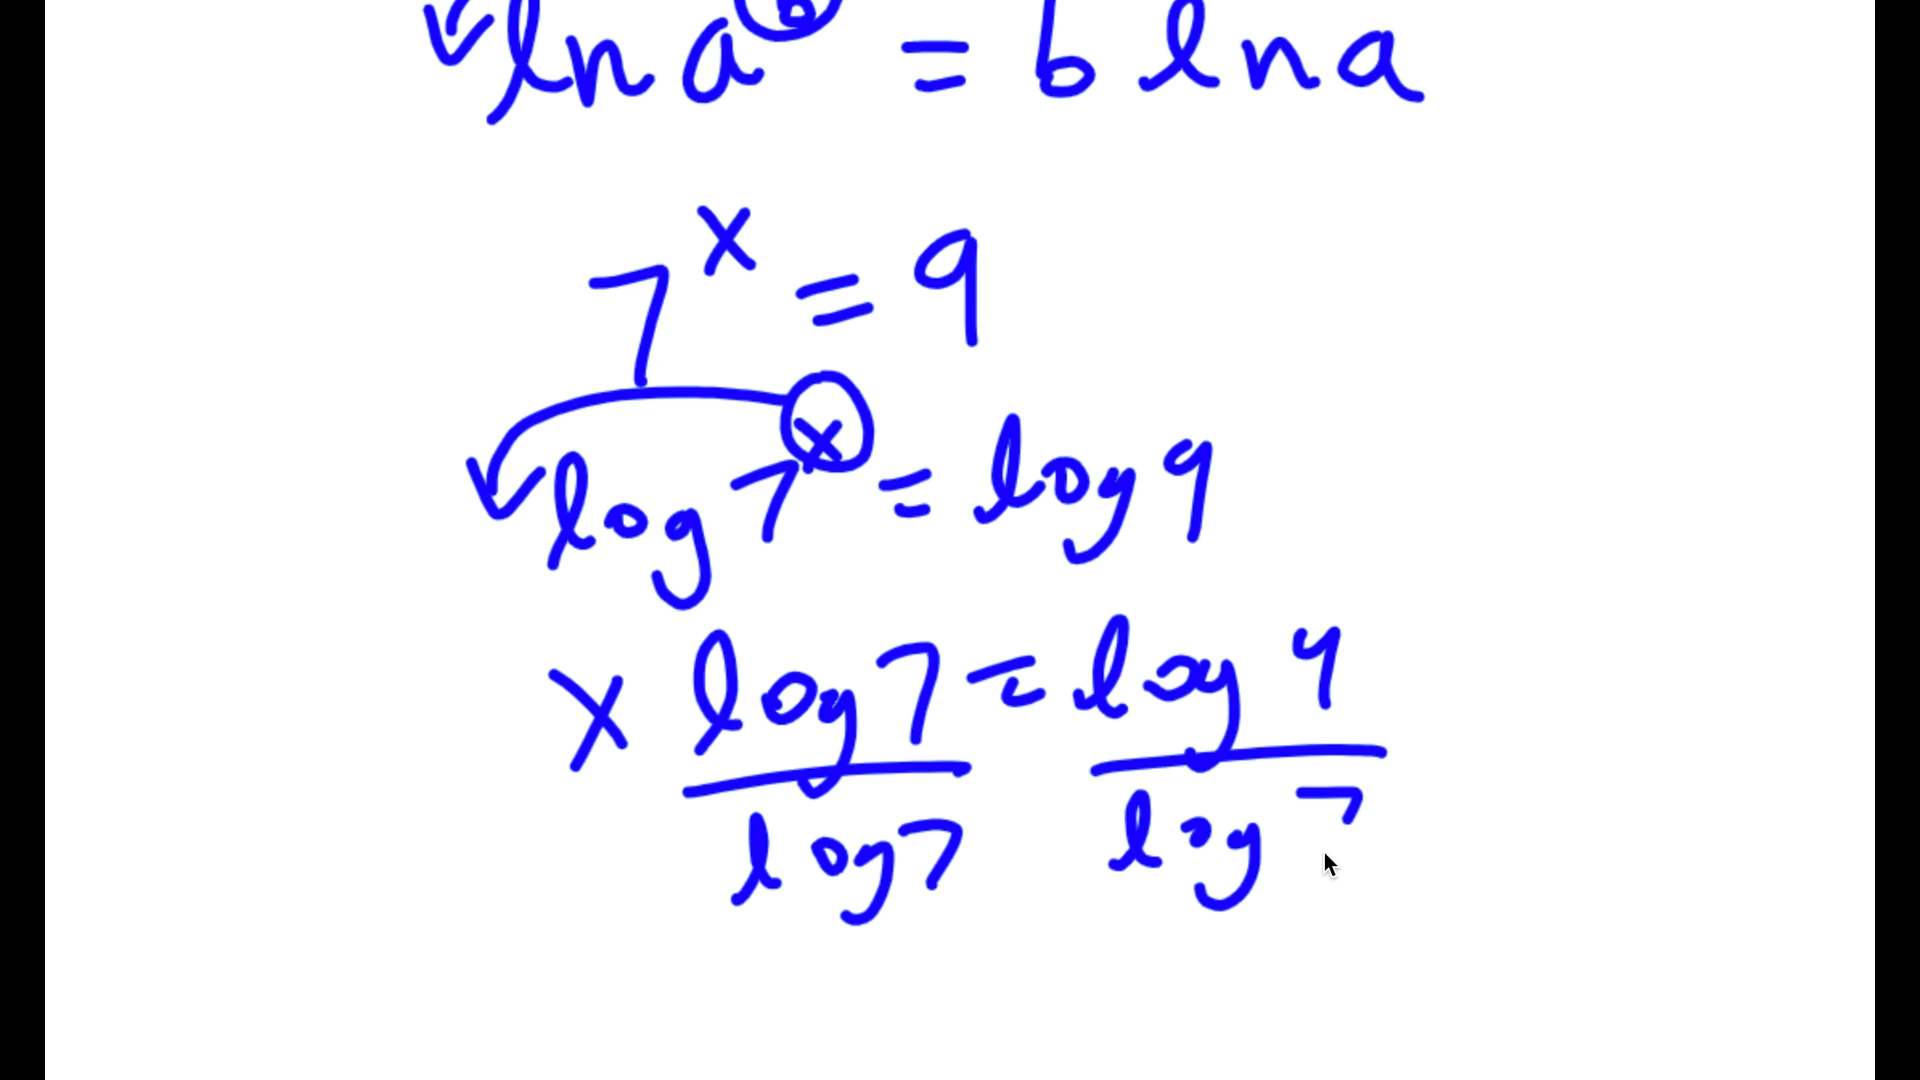 ln a^b = b ln a
7^x = 9
log 7^x = log 9
x log 7 = log 9
log 7 log 7